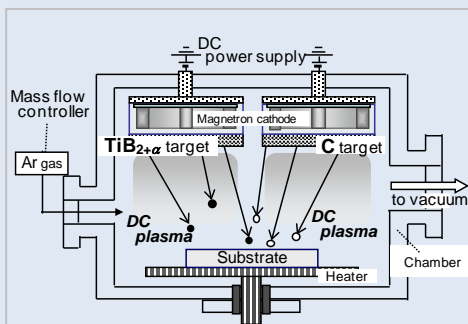 DC
power supply
Mass flow
controller
Magnetron cathode
TiB2+α target
C target
Ar gas
to vacuum
DC
plasma
DC
plasma
Substrate
Heater
Chamber